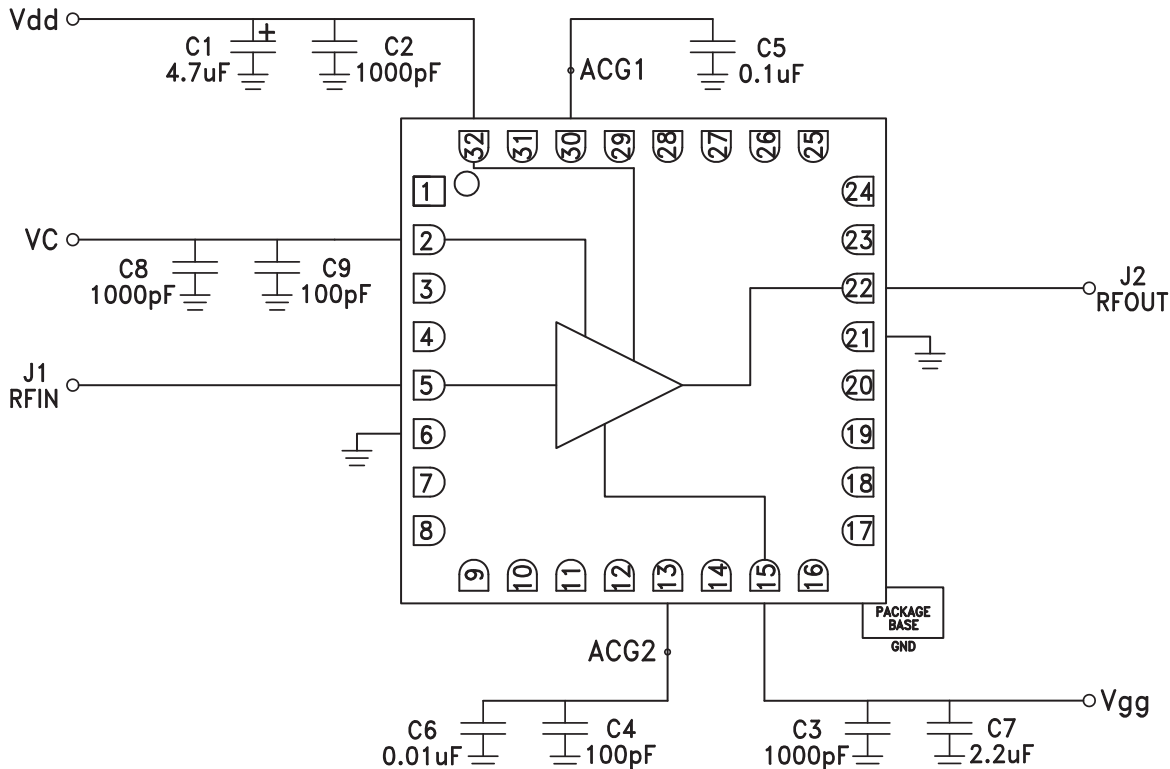 Vdd
+
C1
4.7uF
C2
1000pF
ACG1
C5
0.1uF
32
31
30
29
28
27
26
25
1
2
3
4
5
6
7
8
24
23
22
21
20
19
18
17
9
10
11
12
13
14
15
16
VC
C8
1000pF
C9
100pF
J1
RFIN
J2
RFOUT
PACKAGE
BASE
GND
ACG2
C6
0.01uF
C4
100pF
C3
1000pF
C7
2.2uF
Vgg